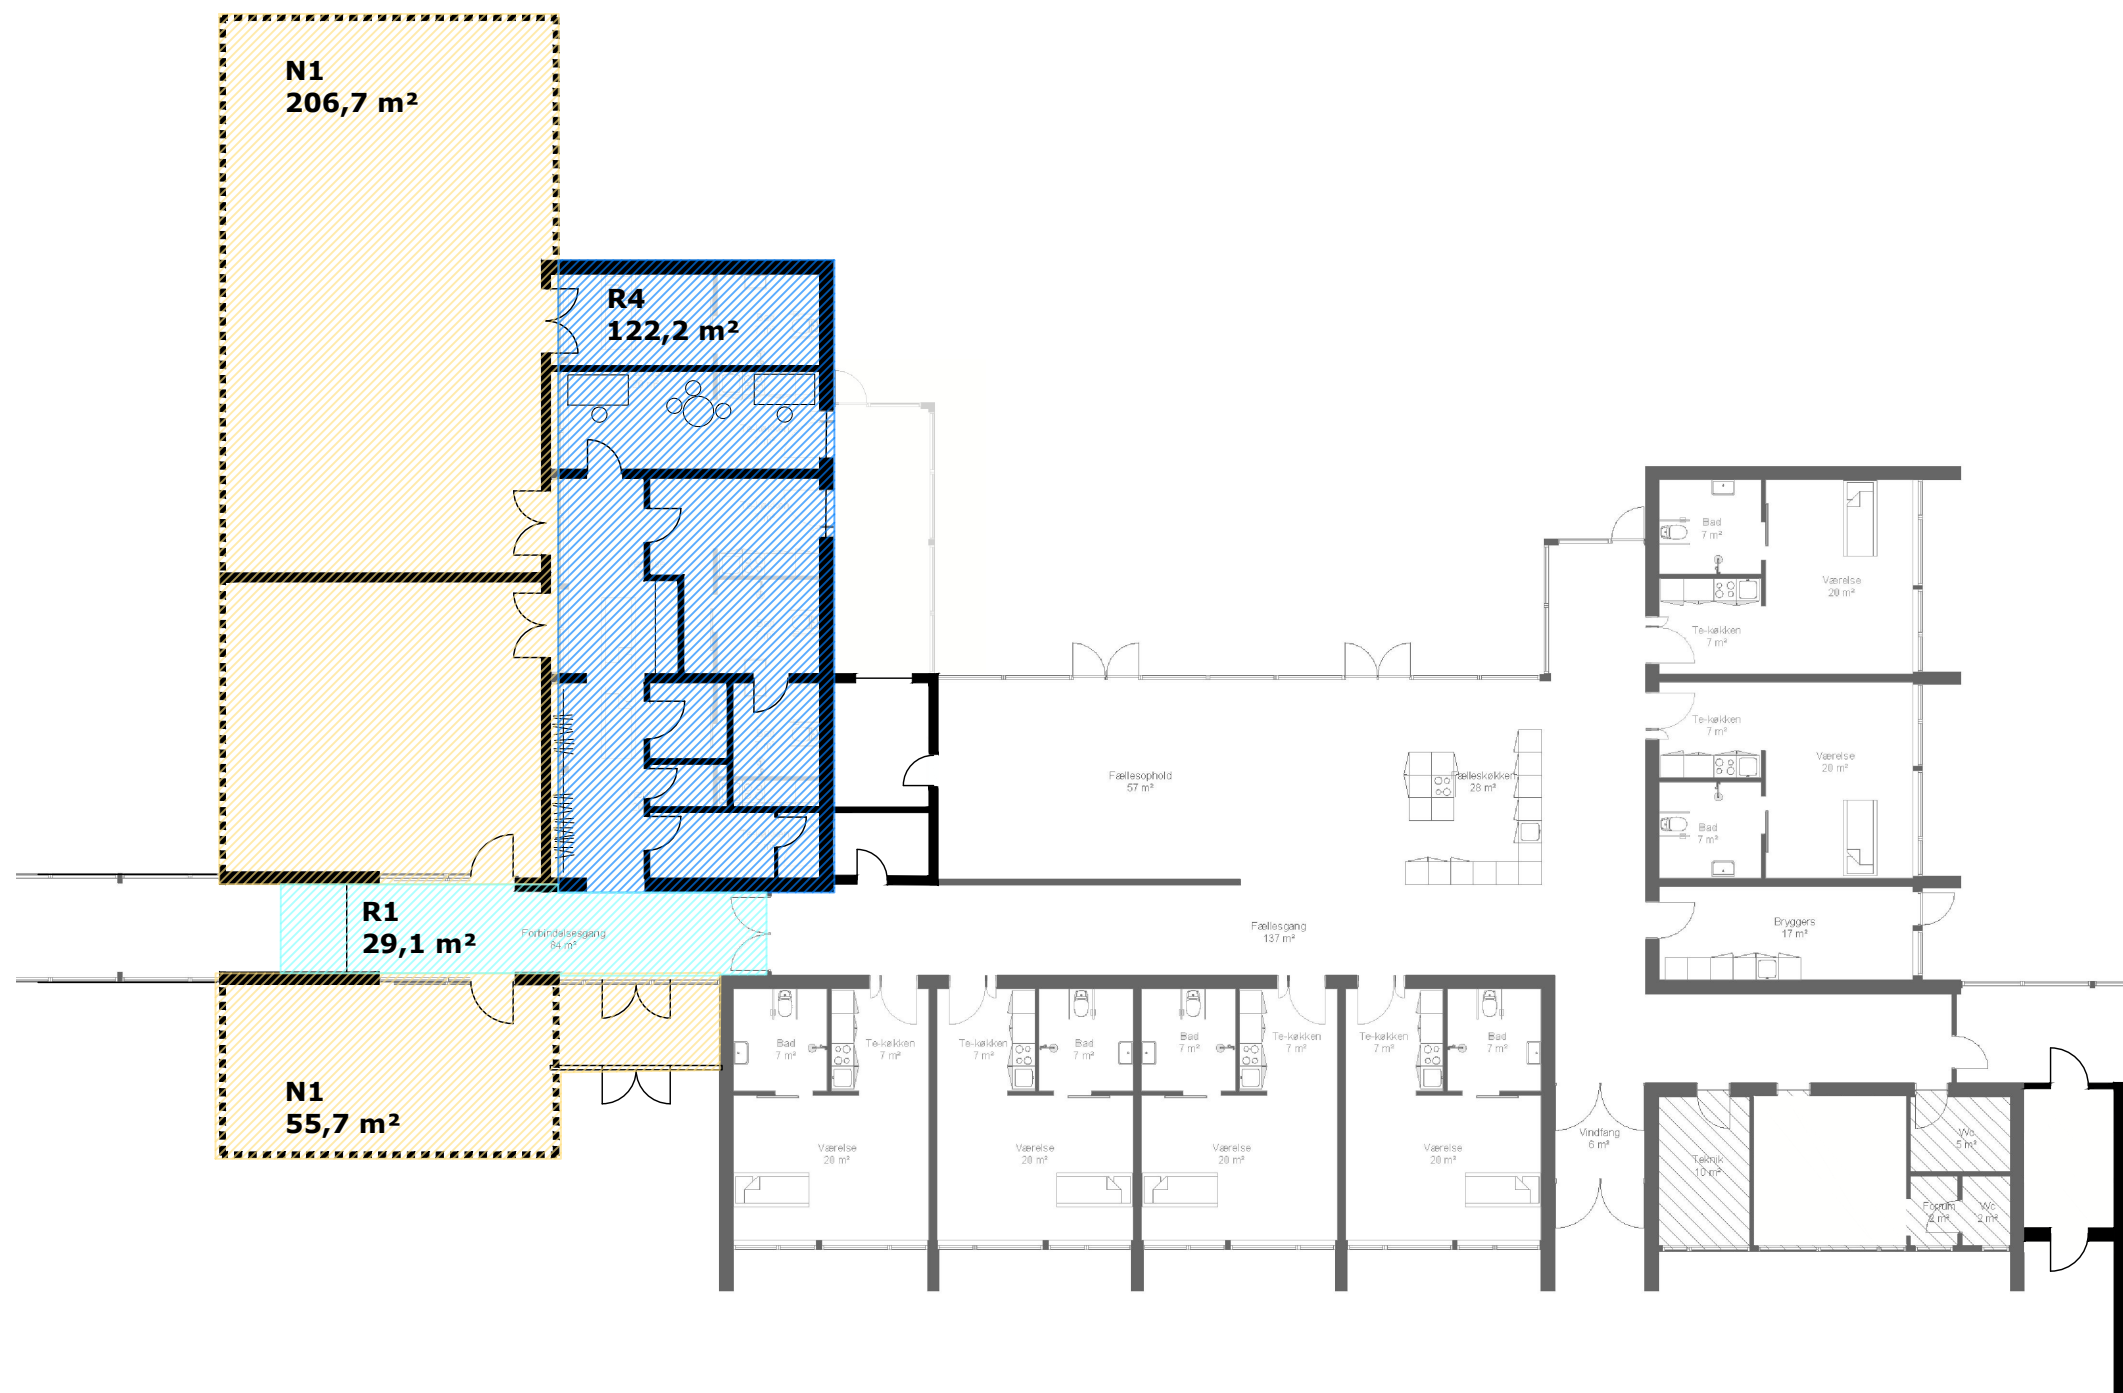 N1
206,7 m²
R4
122,2 m²
Bad
7 m²
Værelse
20 m²
Te-køkken
7 m²
Te-køkken
7 m²
Værelse
20 m²
Bad
7 m²
Fællesophold
57 m²
Fælleskøkken
28 m²
R1
29,1 m²
Forbindelsesgang
84 m²
Fællesgang
137 m²
Bryggers
17 m²
Bad
7 m²
Te-køkken
7 m²
Te-køkken
7 m²
Bad
7 m²
Bad
7 m²
Te-køkken
7 m²
Te-køkken
7 m²
Bad
7 m²
N1
55,7 m²
Værelse
20 m²
Værelse
20 m²
Værelse
20 m²
Værelse
20 m²
Vindfang
6 m²
Teknik
10 m²
Wc
5 m²
Forrum
2 m²
Wc
2 m²